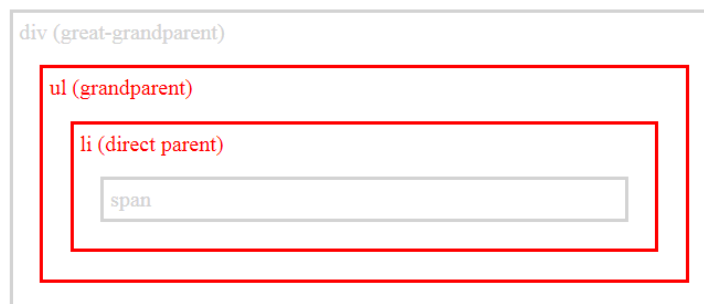 div (great-grandparent)
ul (grandparent)
li (direct parent)
span